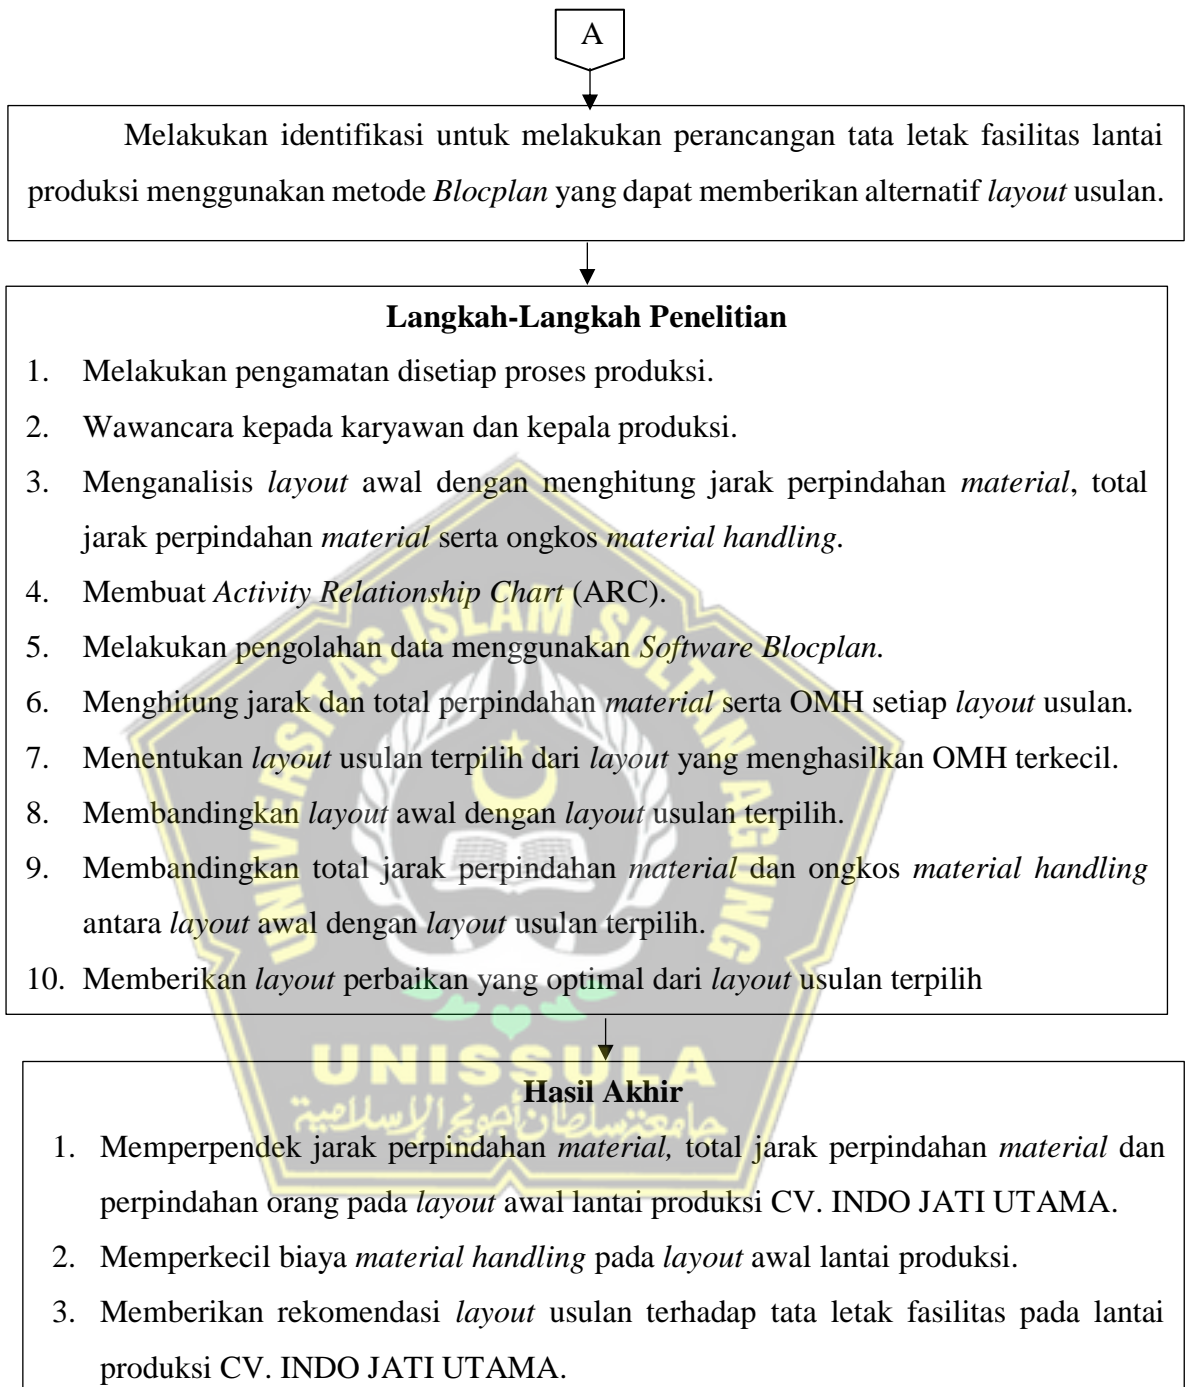 A
Melakukan identifikasi untuk melakukan perancangan tata letak fasilitas lantai
produksi menggunakan metode Blocplan yang dapat memberikan alternatif layout usulan.
Langkah-Langkah Penelitian
1. Melakukan pengamatan disetiap proses produksi.
2. Wawancara kepada karyawan dan kepala produksi.
3. Menganalisis layout awal dengan menghitung jarak perpindahan material, total
jarak perpindahan material serta ongkos material handling.
4. Membuat Activity Relationship Chart (ARC).
5. Melakukan pengolahan data menggunakan Software Blocplan.
6. Menghitung jarak dan total perpindahan material serta OMH setiap layout usulan.
7. Menentukan layout usulan terpilih dari layout yang menghasilkan OMH terkecil.
8. Membandingkan layout awal dengan layout usulan terpilih.
9. Membandingkan total jarak perpindahan material dan ongkos material handling
antara layout awal dengan layout usulan terpilih.
10. Memberikan layout perbaikan yang optimal dari layout usulan terpilih
UNIVERSITAS ISLAM SULTAN AGUNG
UNISSULA
جامعتنسلطان أجونج الإسلامية
Hasil Akhir
1. Memperpendek jarak perpindahan material, total jarak perpindahan material dan
perpindahan orang pada layout awal lantai produksi CV. INDO JATI UTAMA.
2. Memperkecil biaya material handling pada layout awal lantai produksi.
3. Memberikan rekomendasi layout usulan terhadap tata letak fasilitas pada lantai
produksi CV. INDO JATI UTAMA.